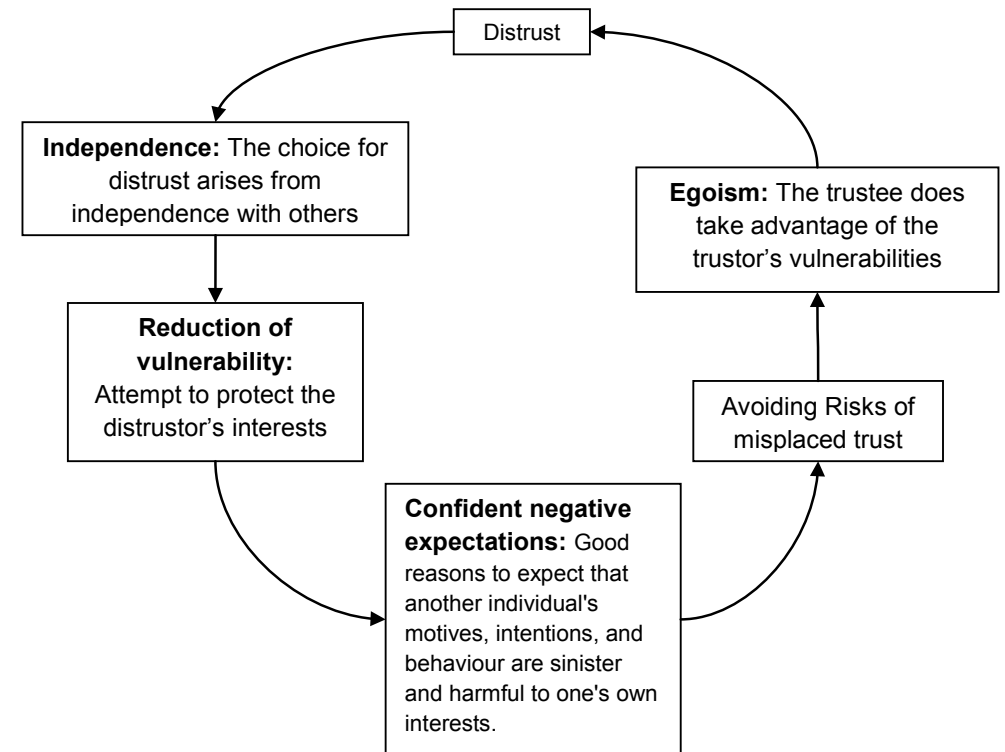 Distrust
Independence: The choice for
distrust arises from
independence with others
Reduction of
vulnerability:
Attempt to protect the
distrustor’s interests
Confident negative
expectations: Good
reasons to expect that
another individual's
motives, intentions, and
behaviour are sinister
and harmful to one's own
interests.
Avoiding Risks of
misplaced trust
Egoism: The trustee does
take advantage of the
trustor’s vulnerabilities